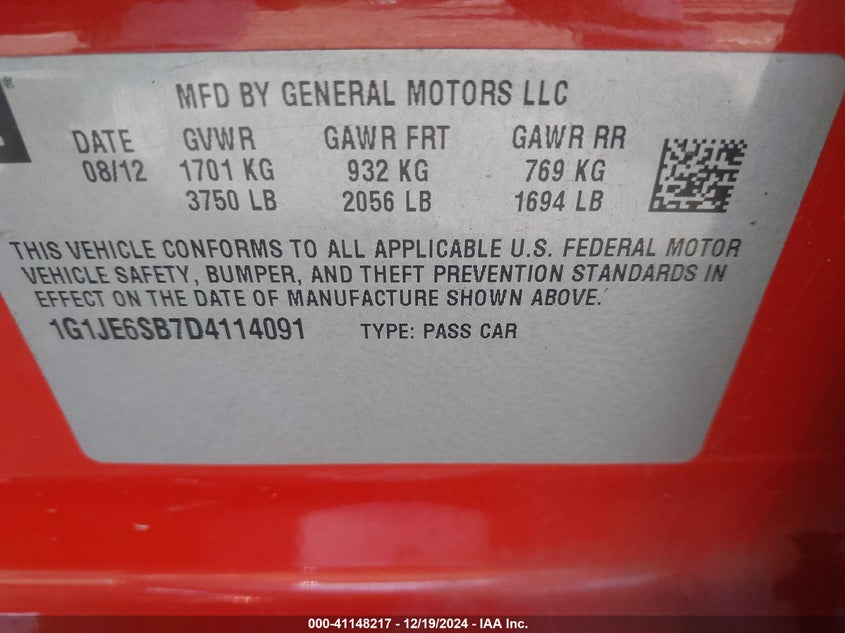 ®
MFD BY GENERAL MOTORS LLC
DATE GVWR GAWR FRT GAWR RR
08/12 1701 KG 932 KG 769 KG
3750 LB 2056 LB 1694 LB
THIS VEHICLE CONFORMS TO ALL APPLICABLE U.S. FEDERAL MOTOR
VEHICLE SAFETY, BUMPER, AND THEFT PREVENTION STANDARDS IN
EFFECT ON THE DATE OF MANUFACTURE SHOWN ABOVE.
1G1JE6SB7D4114091 TYPE: PASS CAR
000-41148217 - 12/19/2024 - IAA Inc.